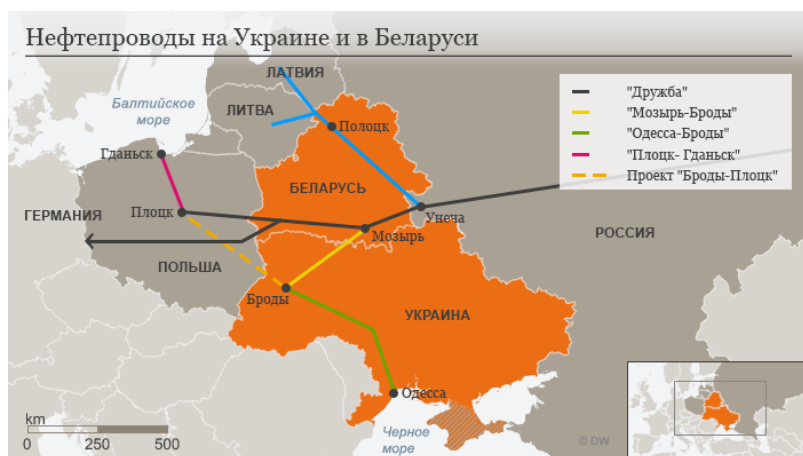 Нефтепроводы на Украине и в Беларуси
ЛАТВИЯ
Балтийское
море
ЛИТВА
Полоцк
Гданьск
БЕЛАРУСЬ
ГЕРМАНИЯ
Плоцк
Унеча
Мозырь
РОССИЯ
ПОЛЬША
Броды
УКРАИНА
Одесса
Черное
море
"Дружба"
"Мозырь-Броды"
"Одесса-Броды"
"Плоцк- Гданьск"
Проект "Броды-Плоцк"
km
0 250 500
© DW